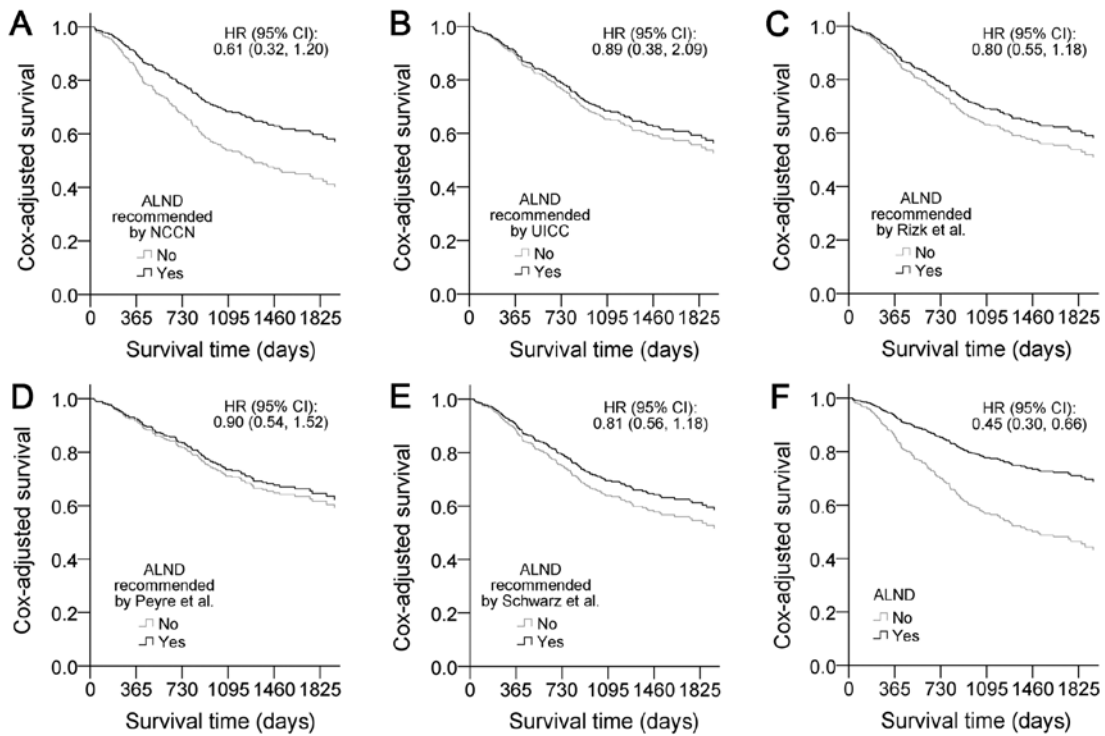 A
HR (95% CI):
0.61 (0.32, 1.20)
Cox-adjusted survival
1.0
0.8
0.6
0.4
0.2
0.0
ALND
recommended
by NCCN
No
Yes
0 365 730 1095 1460 1825
Survival time (days)
B
HR (95% CI):
0.89 (0.38, 2.09)
Cox-adjusted survival
1.0
0.8
0.6
0.4
0.2
0.0
ALND
recommended
by UICC
No
Yes
0 365 730 1095 1460 1825
Survival time (days)
C
HR (95% CI):
0.80 (0.55, 1.18)
Cox-adjusted survival
1.0
0.8
0.6
0.4
0.2
0.0
ALND
recommended
by Rizk et al.
No
Yes
0 365 730 1095 1460 1825
Survival time (days)
D
HR (95% CI):
0.90 (0.54, 1.52)
Cox-adjusted survival
1.0
0.8
0.6
0.4
0.2
0.0
ALND
recommended
by Peyre et al.
No
Yes
0 365 730 1095 1460 1825
Survival time (days)
E
HR (95% CI):
0.81 (0.56, 1.18)
Cox-adjusted survival
1.0
0.8
0.6
0.4
0.2
0.0
ALND
recommended
by Schwarz et al.
No
Yes
0 365 730 1095 1460 1825
Survival time (days)
F
HR (95% CI):
0.45 (0.30, 0.66)
Cox-adjusted survival
1.0
0.8
0.6
0.4
0.2
0.0
ALND
No
Yes
0 365 730 1095 1460 1825
Survival time (days)